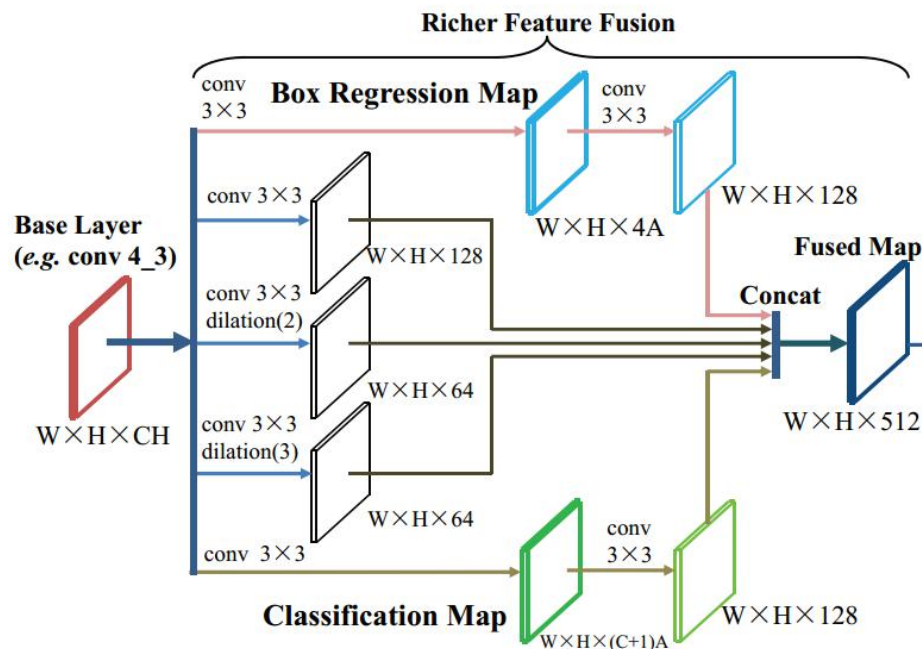 Richer Feature Fusion
conv
3×3
Box Regression Map
conv
3×3
W×H×4A
W×H×128
conv 3×3
W×H×128
Base Layer
(e.g. conv 4_3)
W×H×CH
conv 3×3
dilation(2)
W×H×64
conv 3×3
dilation(3)
W×H×64
Concat
Fused Map
W×H×512
conv 3×3
Classification Map
conv
3×3
W×H×(C+1)A
W×H×128